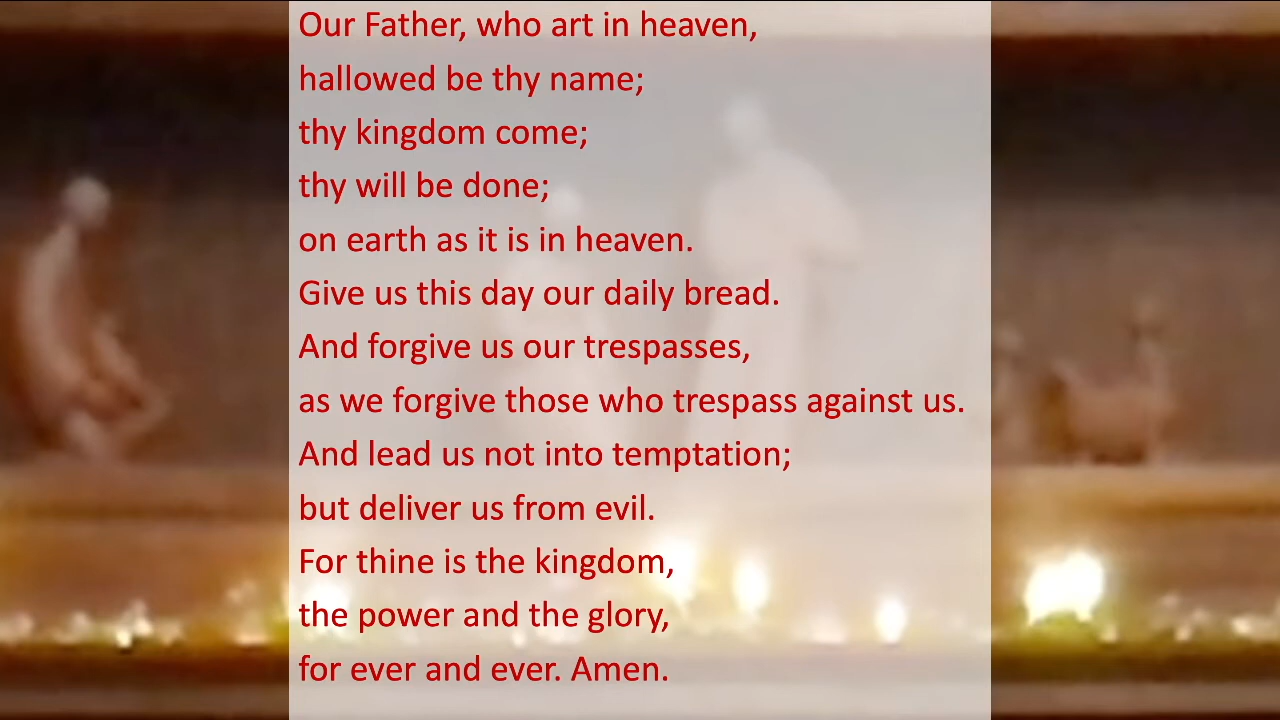 Our Father, who art in heaven,
hallowed be thy name;
thy kingdom come;
thy will be done;
on earth as it is in heaven.
Give us this day our daily bread.
And forgive us our trespasses,
as we forgive those who trespass against us.
And lead us not into temptation;
but deliver us from evil.
For thine is the kingdom,
the power and the glory,
for ever and ever. Amen.